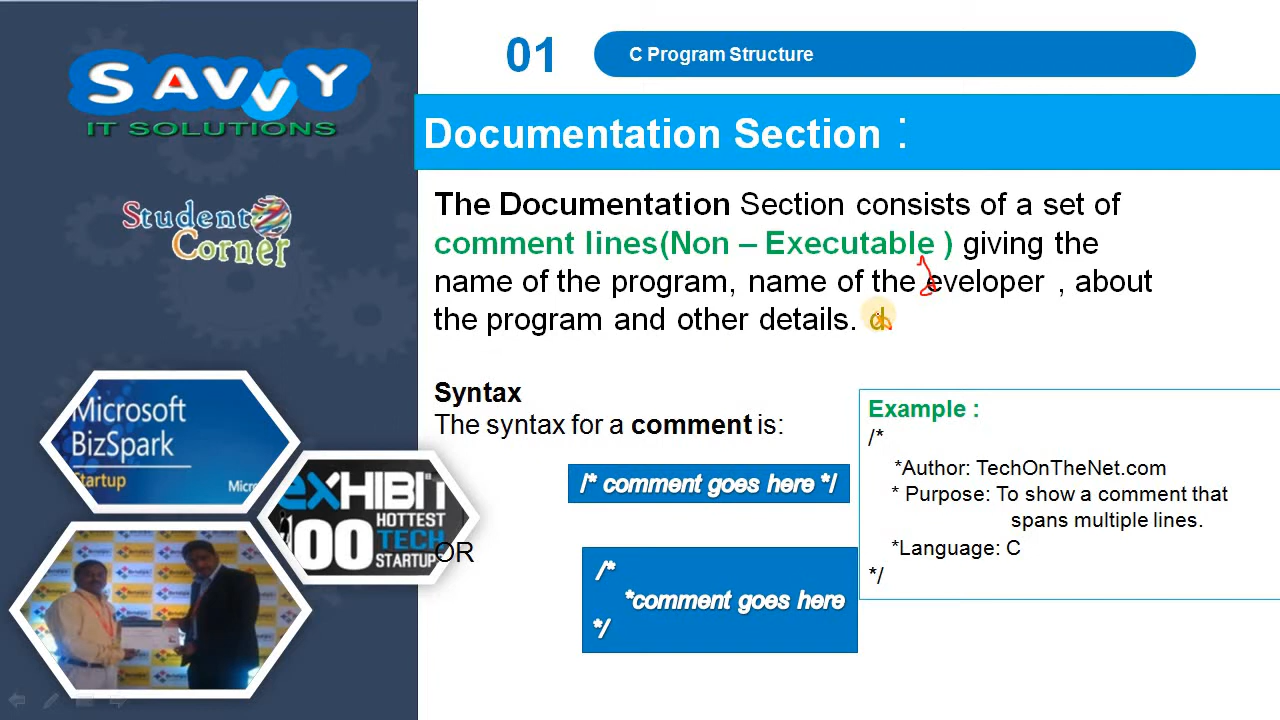 SAVVY
IT SOLUTIONS
Student
Corner
Microsoft
BizSpark
Startup
Micro
EXHIBIT
100
HOTTEST
TECH
STARTUP
01
C Program Structure
Documentation Section :
The Documentation Section consists of a set of
comment lines(Non – Executable ) giving the
name of the program, name of the eveloper , about
the program and other details. d
Syntax
The syntax for a comment is:
/* comment goes here */
OR
/*
*comment goes here
*/
Example :
/*
*Author: TechOnTheNet.com
* Purpose: To show a comment that
spans multiple lines.
*Language: C
*/